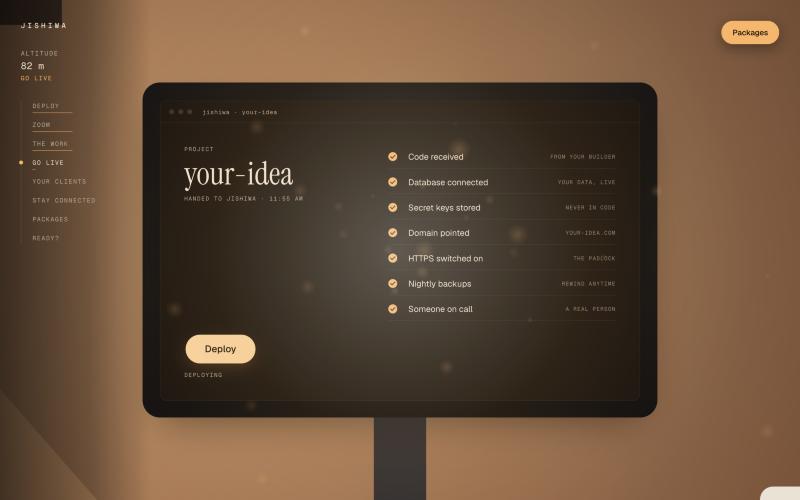 JISHIWA
Packages
ALTITUDE
82 m
GO LIVE
DEPLOY
ZOOM
THE WORK
GO LIVE
YOUR CLIENTS
STAY CONNECTED
PACKAGES
READY?
jishiwa · your-idea
PROJECT
your-idea
HANDED TO JISHIWA · 11:55 AM
Code received FROM YOUR BUILDER
Database connected YOUR DATA, LIVE
Secret keys stored NEVER IN CODE
Domain pointed YOUR-IDEA.COM
HTTPS switched on THE PADLOCK
Nightly backups REWIND ANYTIME
Someone on call A REAL PERSON
Deploy
DEPLOYING